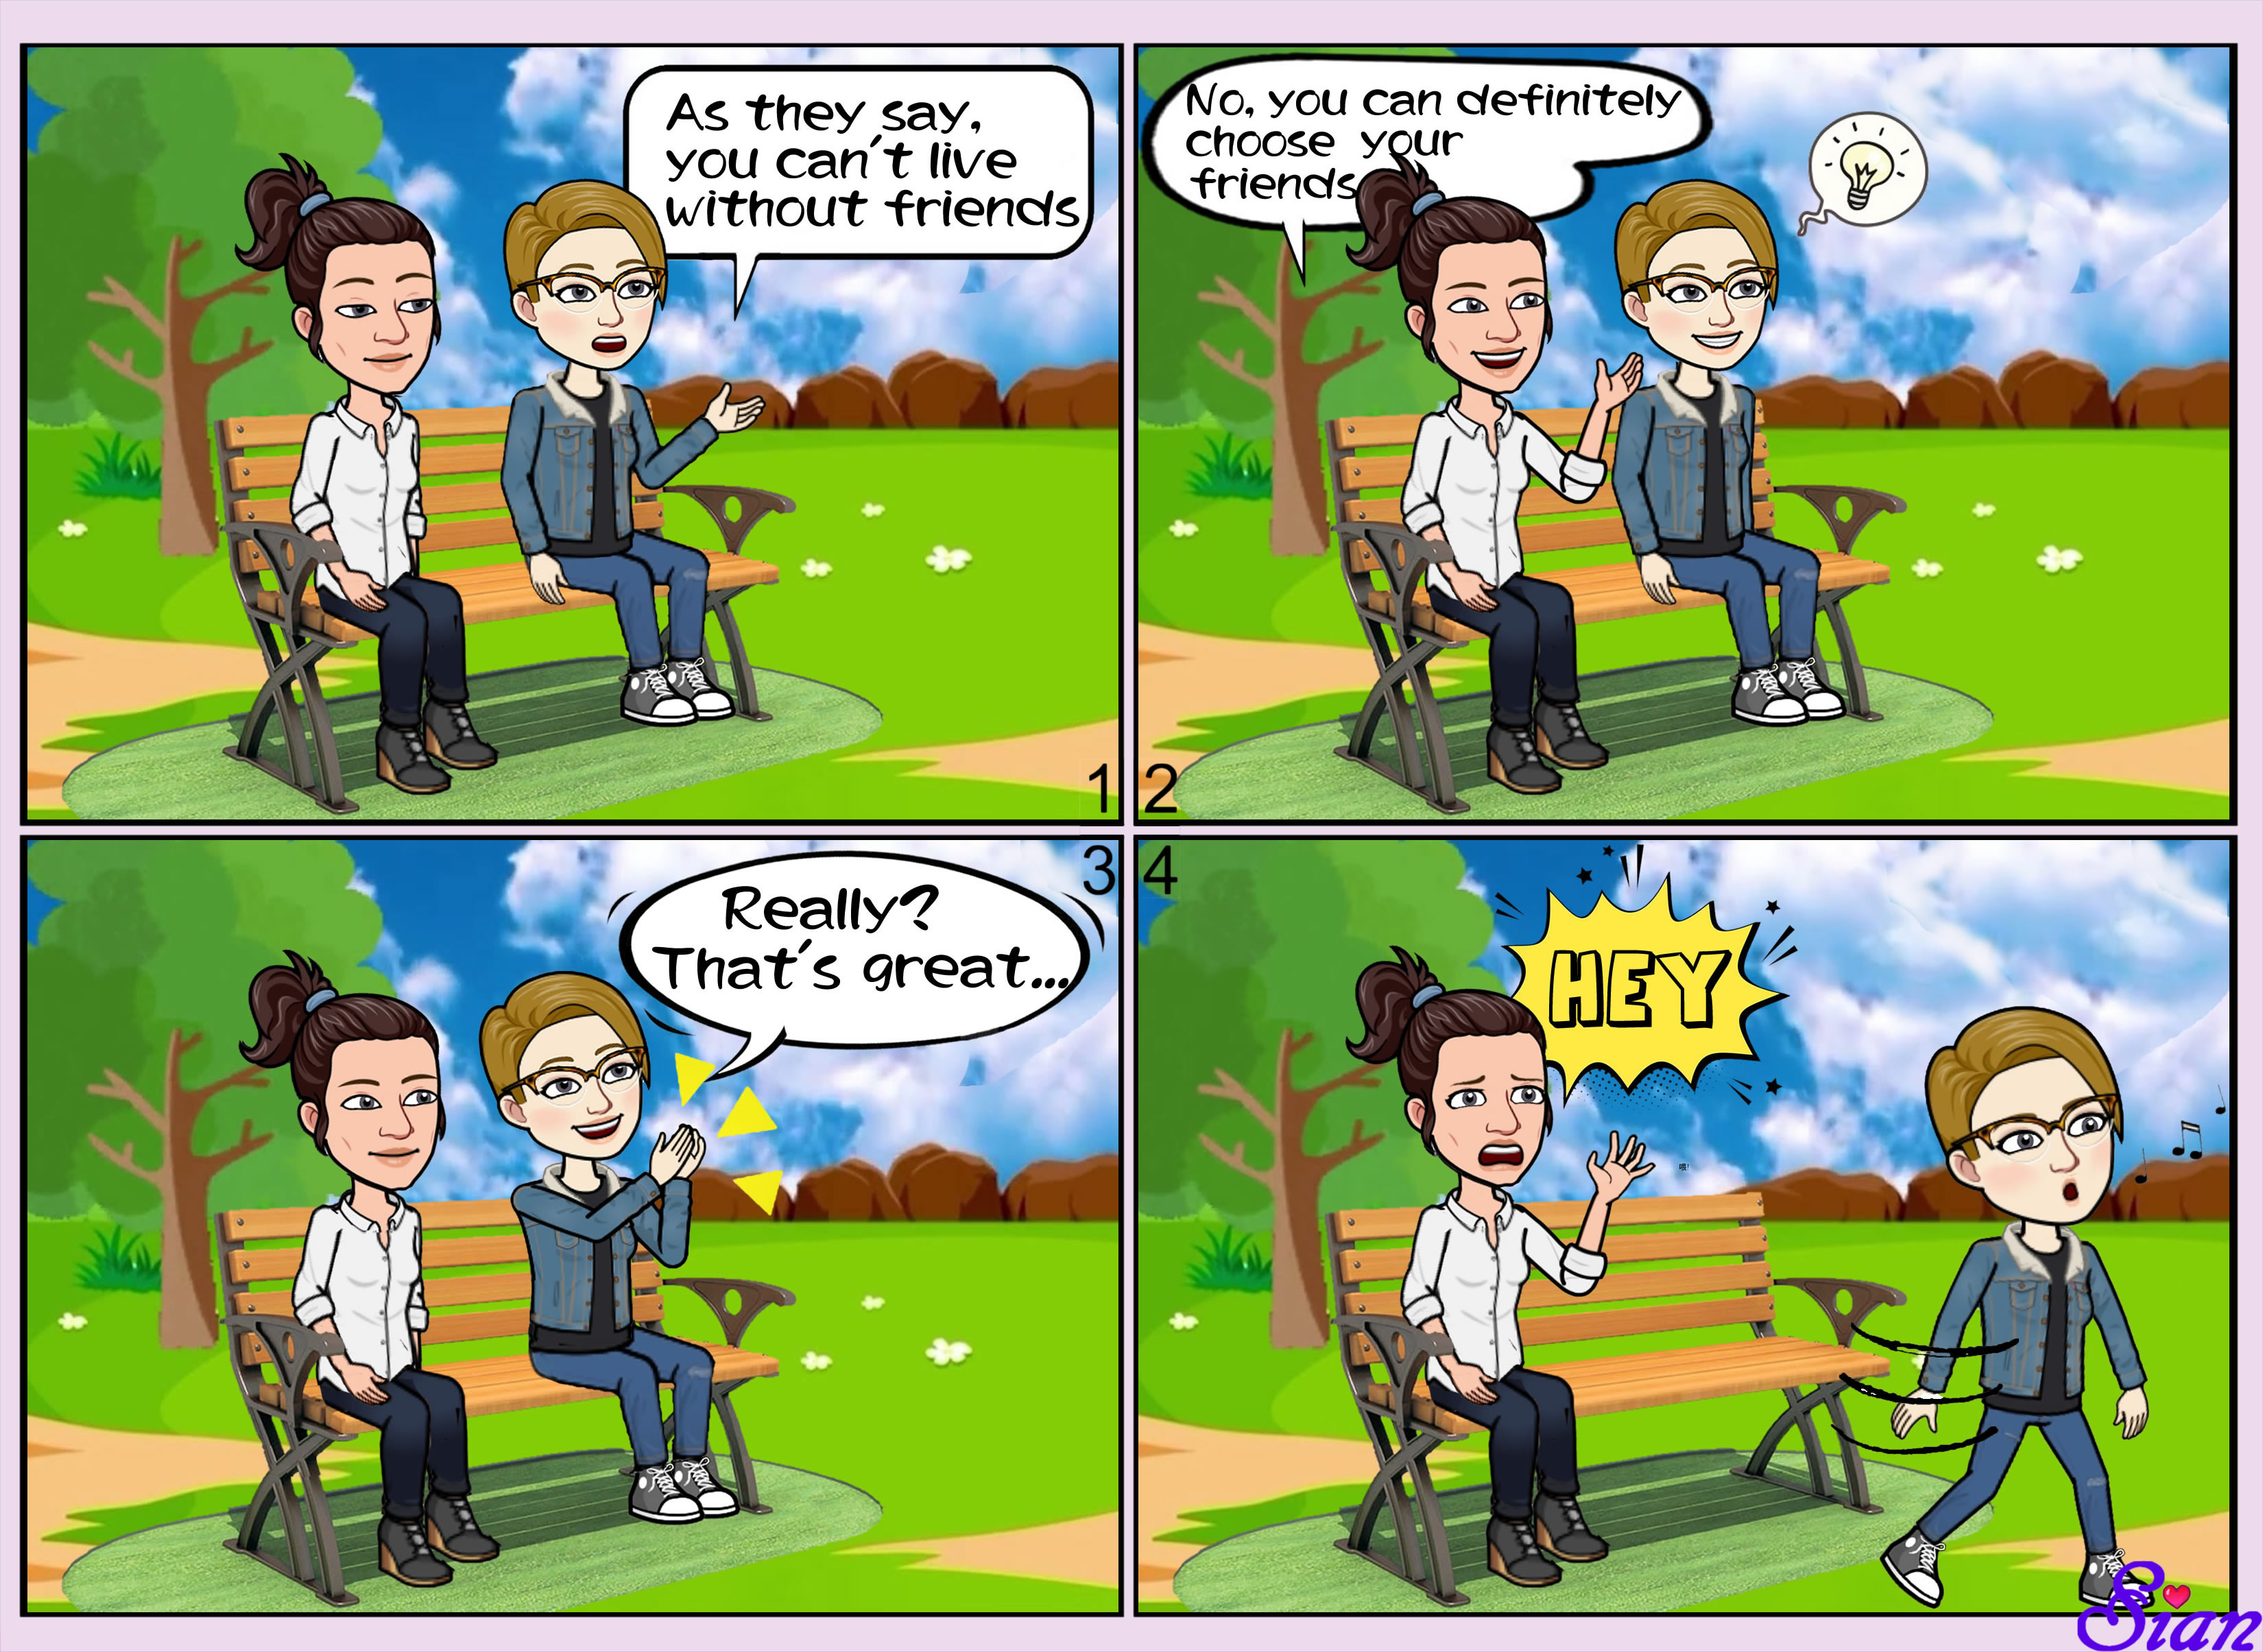 As they say,
you can't live
without friends
1
No, you can definitely
choose your
friends
2
Really?
That's great...
3
4
HEY
喂!
Sian